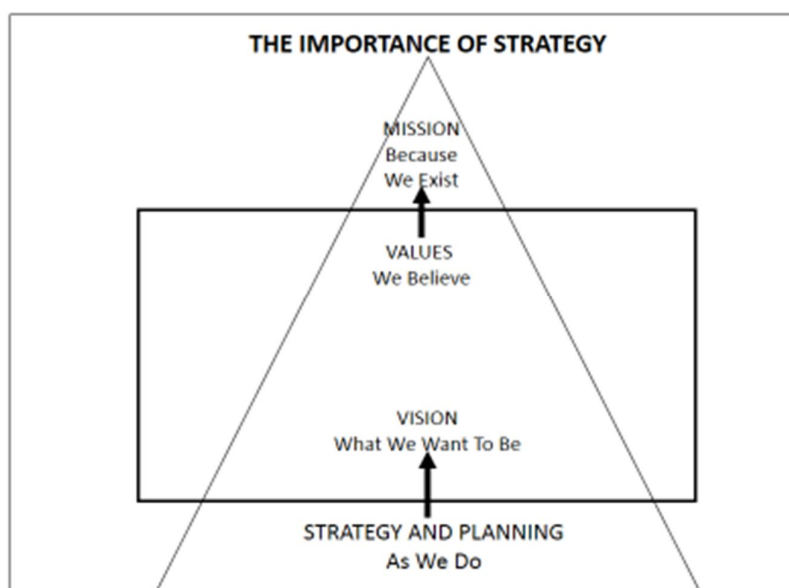 THE IMPORTANCE OF STRATEGY
MISSION
Because
We Exist
VALUES
We Believe
VISION
What We Want To Be
STRATEGY AND PLANNING
As We Do